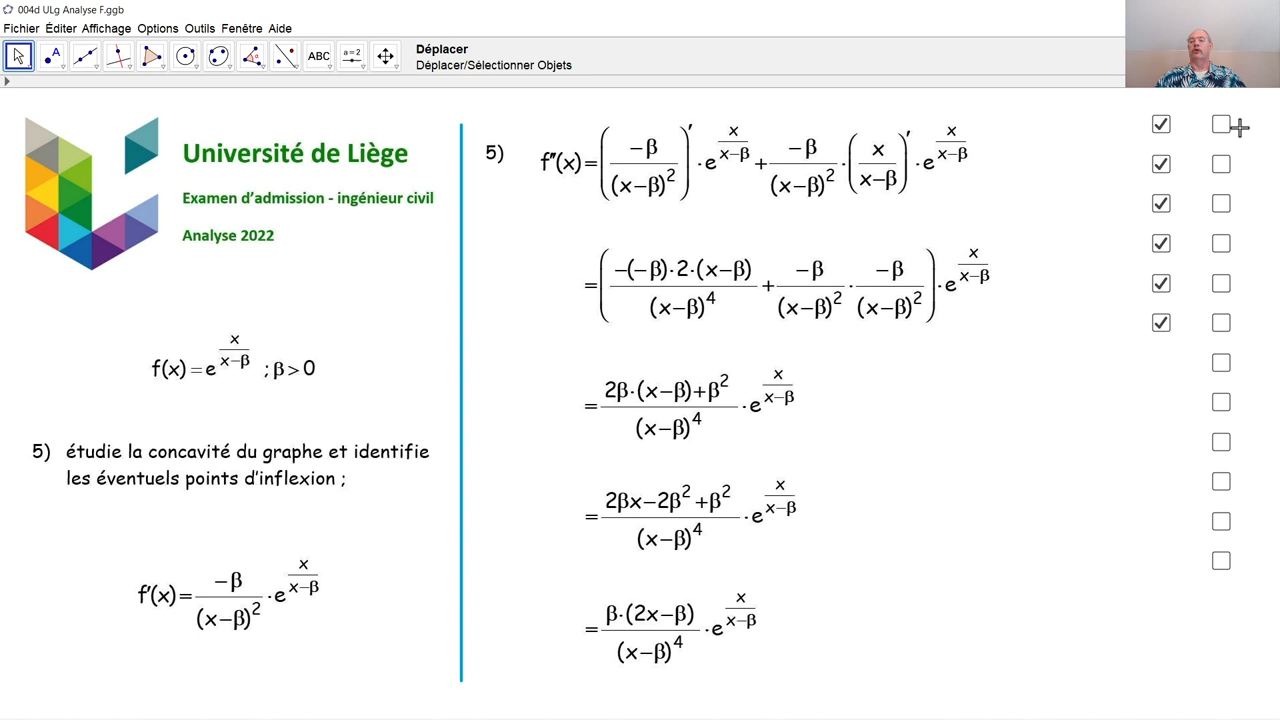 004d ULg Analyse F.ggb
Fichier Éditer Affichage Options Outils Fenêtre Aide
A ABC a=2 Déplacer
Déplacer/Sélectionner Objets
Université de Liège
Examen d'admission - ingénieur civil
Analyse 2022
f(x)=e^(x/(x−β)) ; β>0
5) étudie la concavité du graphe et identifie
les éventuels points d'inflexion ;
f'(x)= −β/(x−β)² · e^(x/(x−β))
5) f''(x)= (−β/(x−β)²)' · e^(x/(x−β)) + −β/(x−β)² · (x/(x−β))' · e^(x/(x−β))
= (−(−β)·2·(x−β)/(x−β)⁴ + −β/(x−β)² · −β/(x−β)²) · e^(x/(x−β))
= (2β·(x−β)+β²)/(x−β)⁴ · e^(x/(x−β))
= (2βx−2β²+β²)/(x−β)⁴ · e^(x/(x−β))
= β·(2x−β)/(x−β)⁴ · e^(x/(x−β))